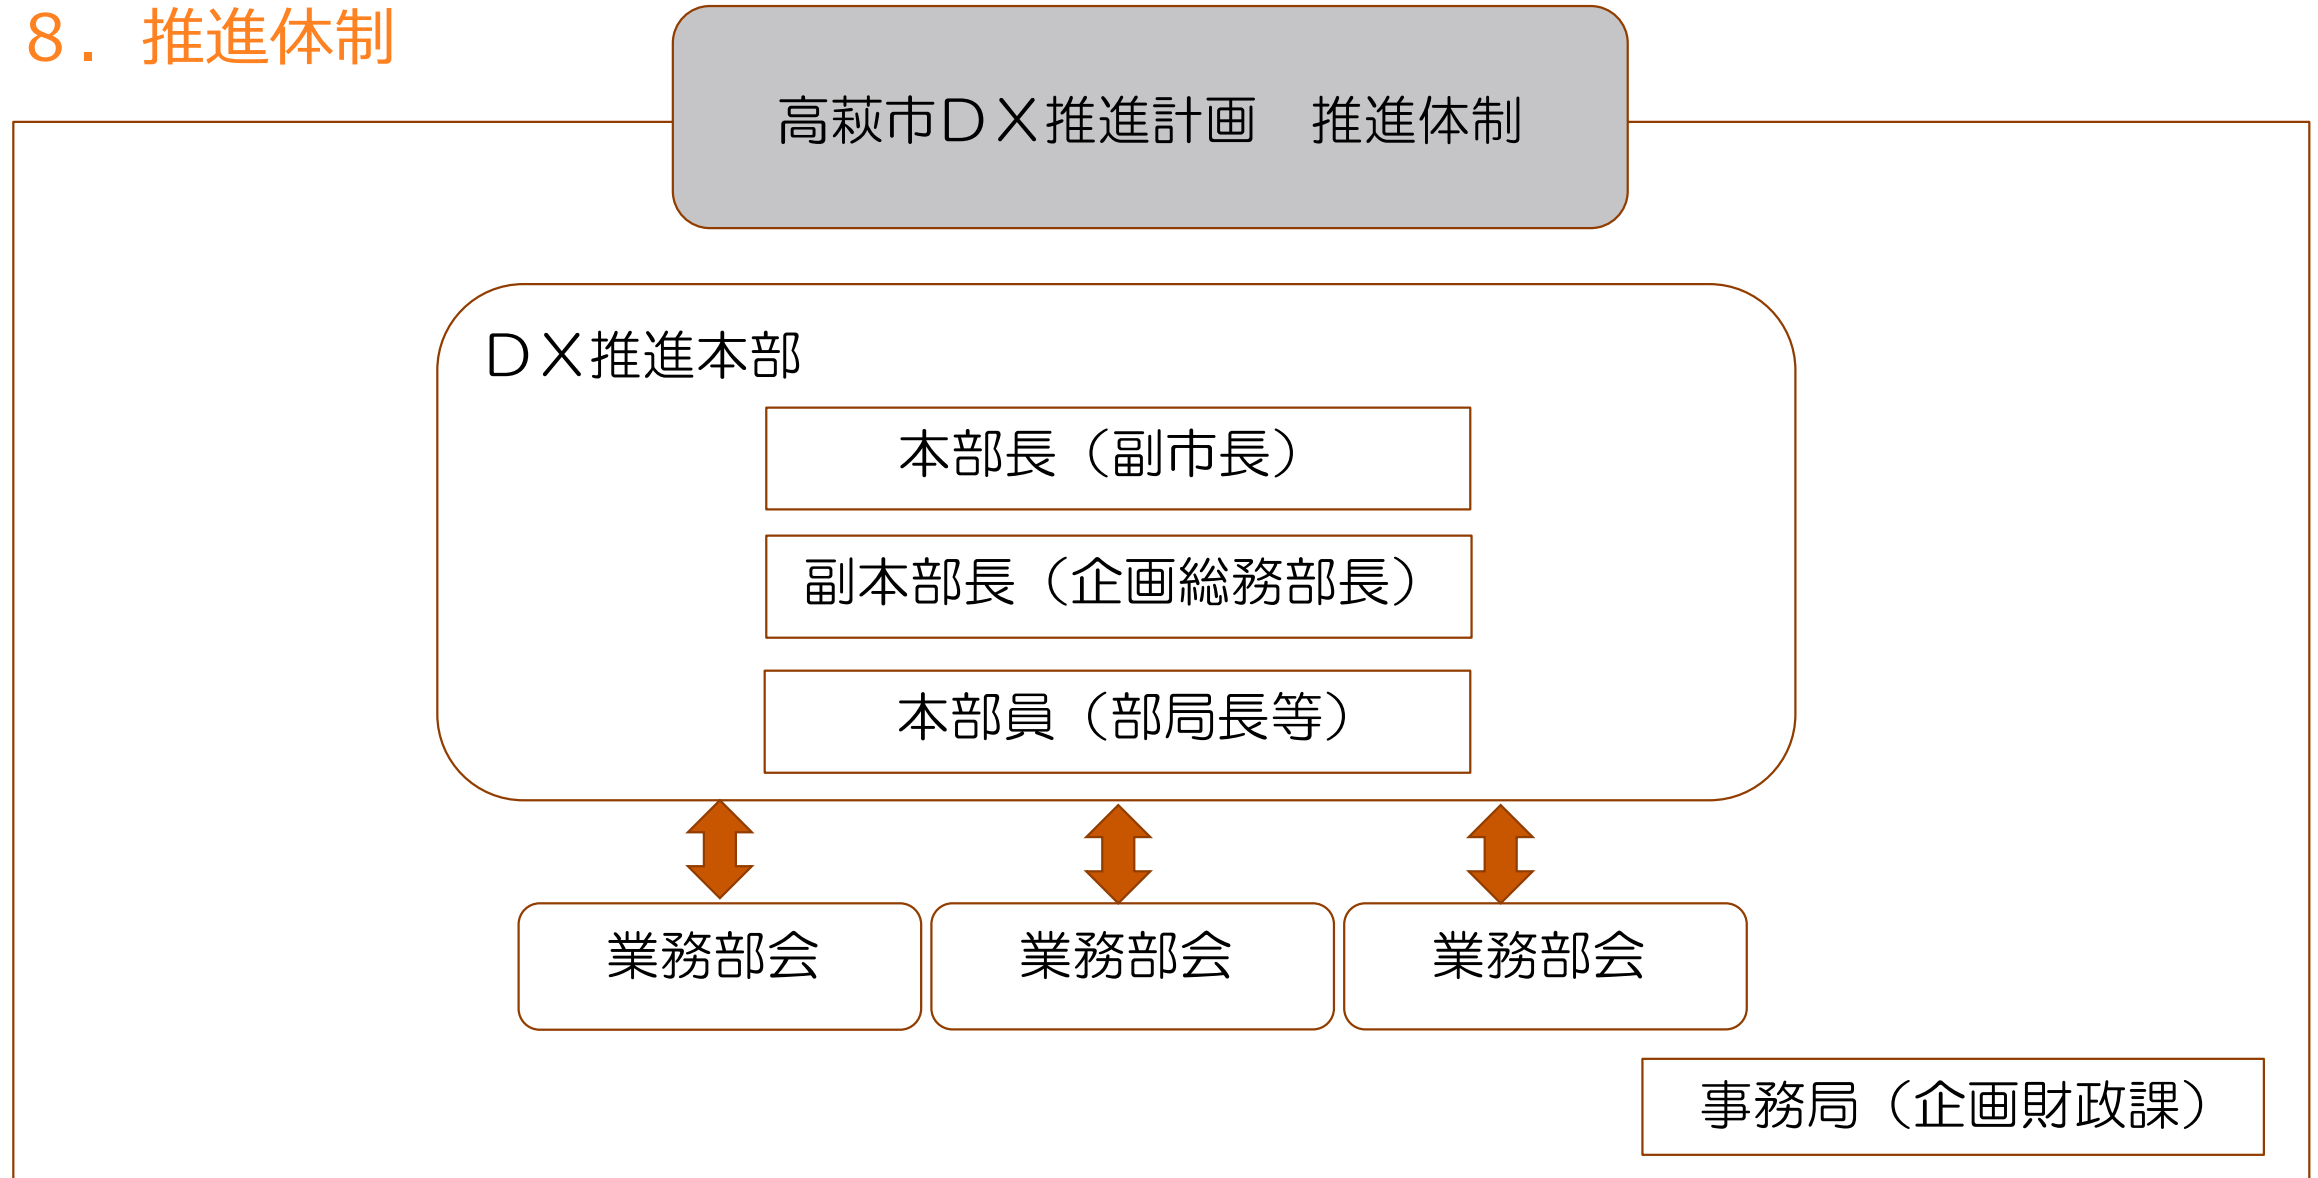 ８．推進体制
高萩市ＤＸ推進計画　推進体制
ＤＸ推進本部
本部長（副市長）
副本部長（企画総務部長）
本部員（部局長等）
業務部会
業務部会
業務部会
事務局（企画財政課）